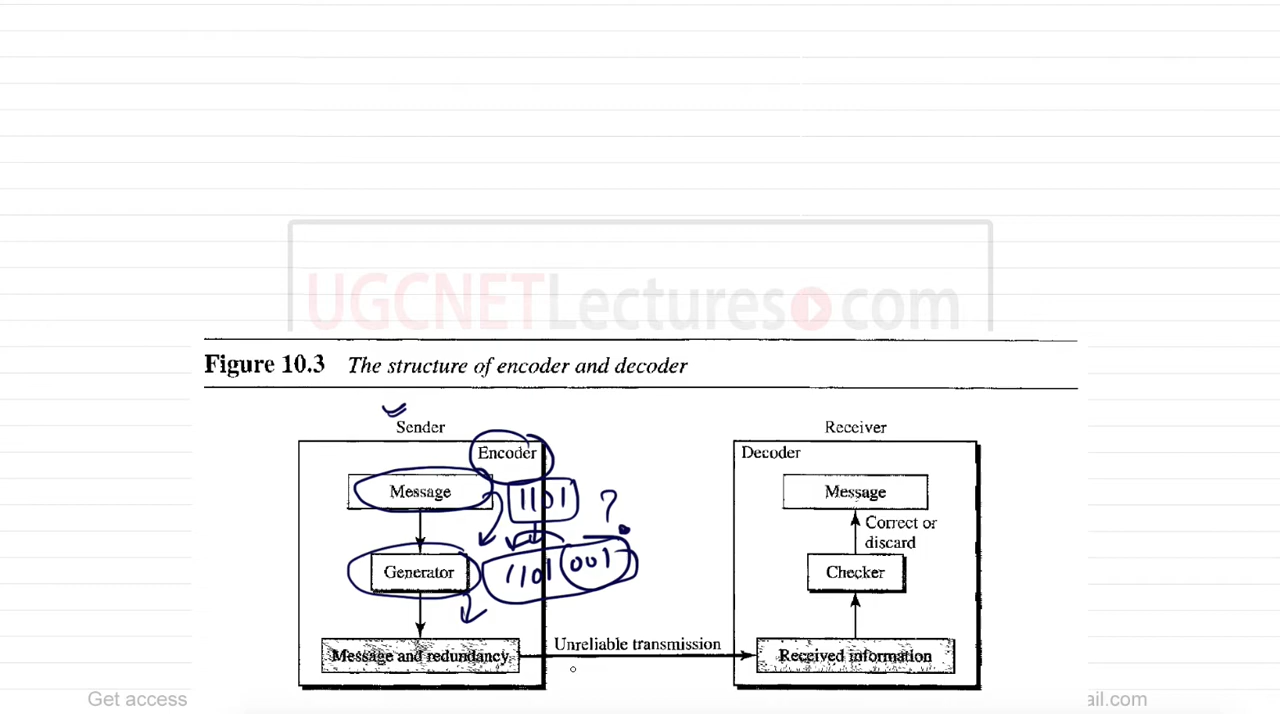 UGCNETLectures.com
Figure 10.3 The structure of encoder and decoder
Sender
Receiver
Encoder
Decoder
Message
1101
?
Message
Correct or
discard
Generator
1101 001
Checker
Unreliable transmission
Message and redundancy
Received information
Get access
ail.com